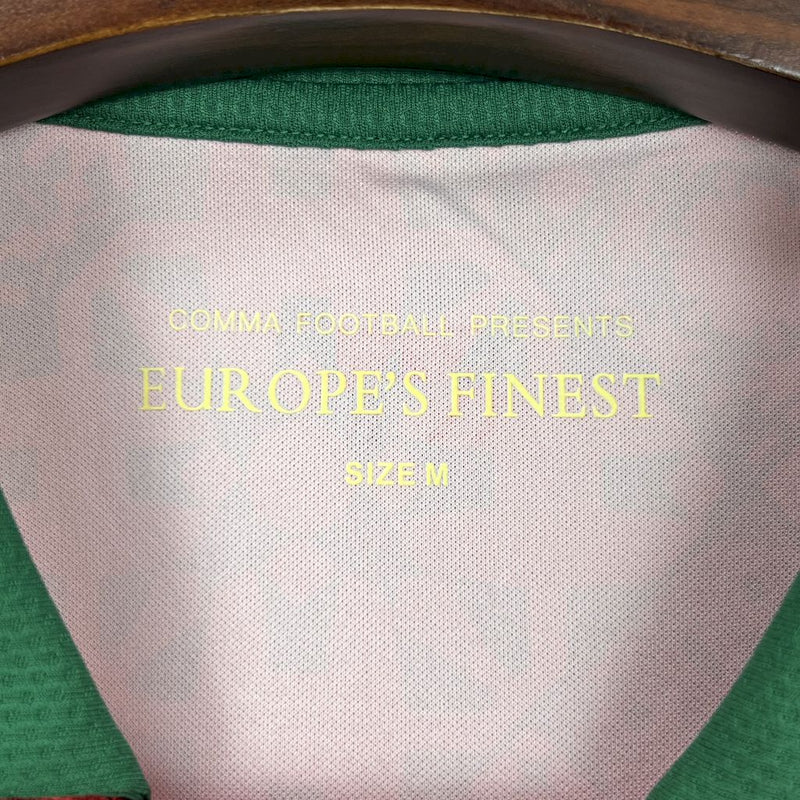 COMMA FOOTBALL PRESENTS
EUROPE'S FINEST
SIZE M